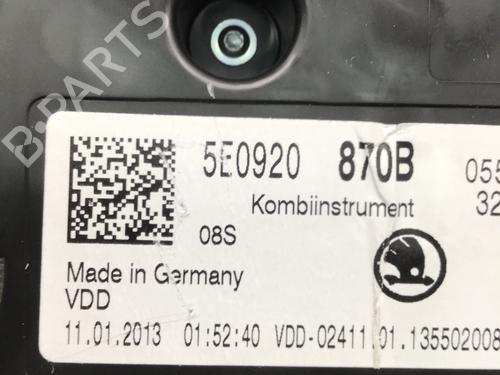 B-PARTS
5E0920 870B 055
Kombiinstrument 32
08S
Made in Germany
VDD
11.01.2013 01:52:40 VDD-02411.01.135502008